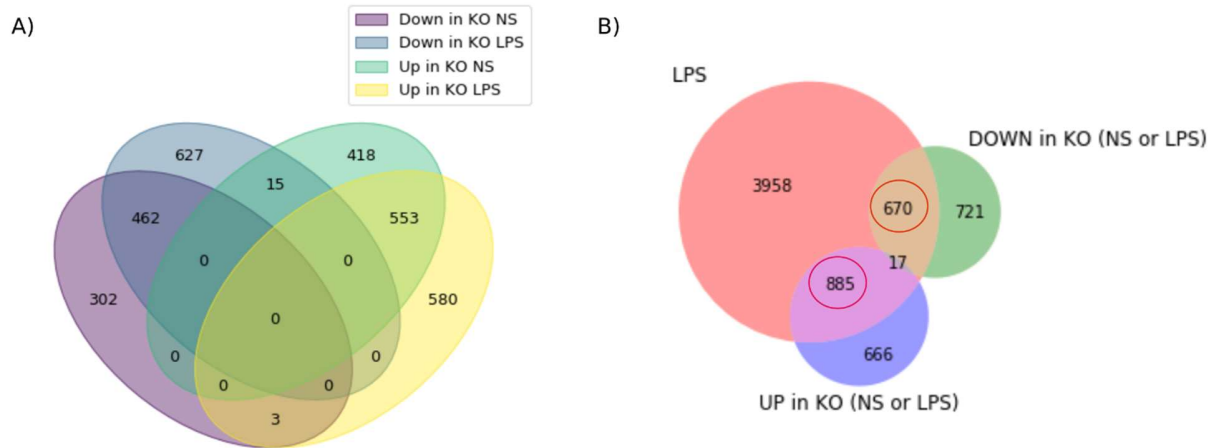 A)
Down in KO NS
Down in KO LPS
Up in KO NS
Up in KO LPS
627
418
15
462
553
0
0
302
580
0
0
0
0
0
3
B)
LPS
DOWN in KO (NS or LPS)
3958
670
721
17
885
666
UP in KO (NS or LPS)